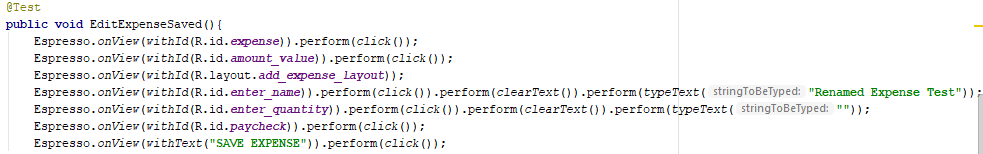 @Test
public void EditExpenseSaved(){
Espresso.onView(withId(R.id.expense)).perform(click());
Espresso.onView(withId(R.id.amount_value)).perform(click());
Espresso.onView(withId(R.layout.add_expense_layout));
Espresso.onView(withId(R.id.enter_name)).perform(click()).perform(clearText()).perform(typeText( stringToBeTyped: "Renamed Expense Test"));
Espresso.onView(withId(R.id.enter_quantity)).perform(click()).perform(clearText()).perform(typeText( stringToBeTyped: ""));
Espresso.onView(withId(R.id.paycheck)).perform(click());
Espresso.onView(withText("SAVE EXPENSE")).perform(click());